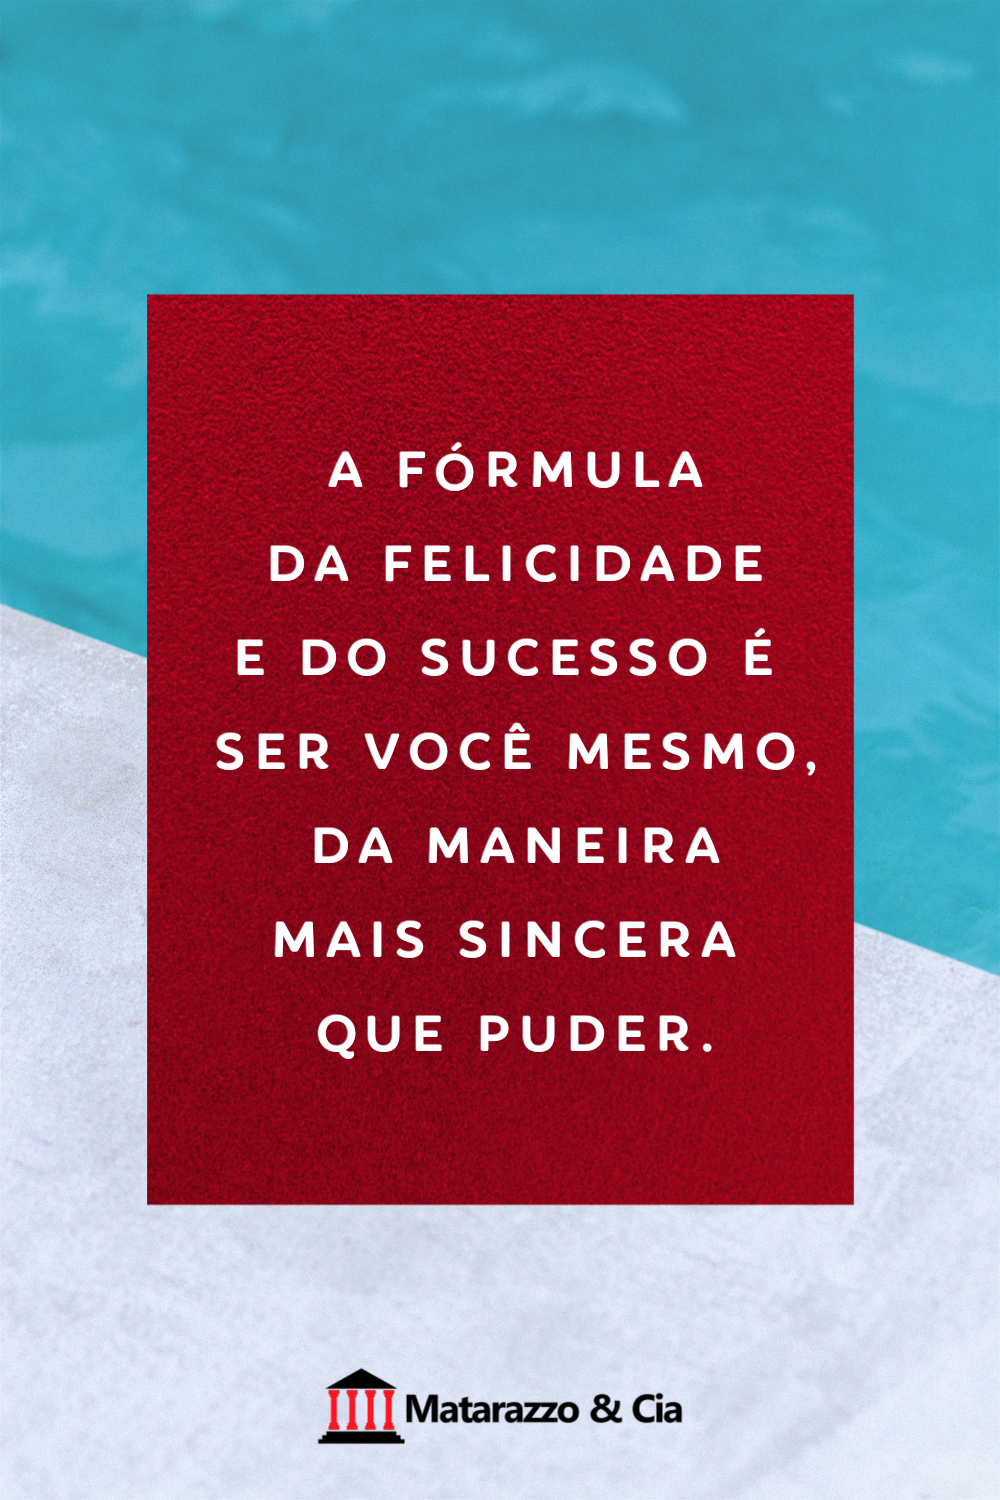 A FÓRMULA
DA FELICIDADE
E DO SUCESSO É
SER VOCÊ MESMO,
DA MANEIRA
MAIS SINCERA
QUE PUDER.
Matarazzo & Cia